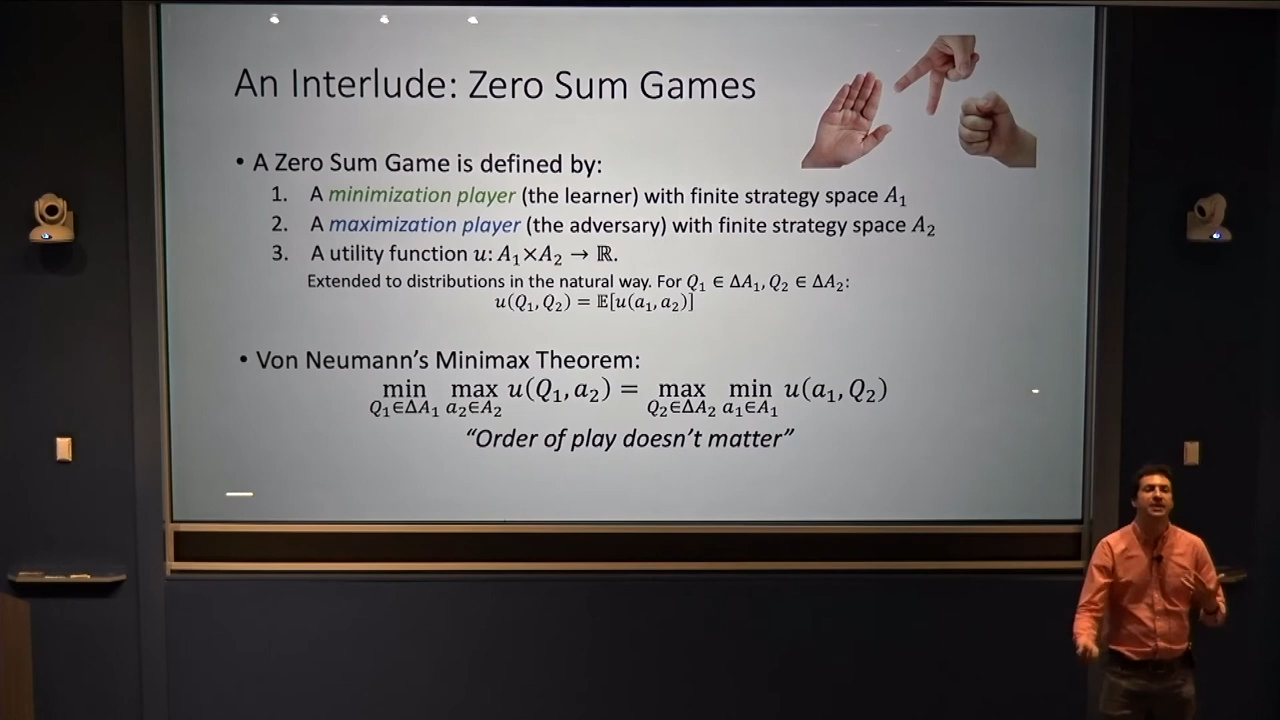 An Interlude: Zero Sum Games
• A Zero Sum Game is defined by:
1. A minimization player (the learner) with finite strategy space A₁
2. A maximization player (the adversary) with finite strategy space A₂
3. A utility function u: A₁×A₂ → ℝ.
Extended to distributions in the natural way. For Q₁ ∈ ΔA₁, Q₂ ∈ ΔA₂:
u(Q₁, Q₂) = 𝔼[u(a₁, a₂)]
• Von Neumann’s Minimax Theorem:
min max u(Q₁, a₂) = max min u(a₁, Q₂)
Q₁∈ΔA₁ a₂∈A₂ Q₂∈ΔA₂ a₁∈A₁
“Order of play doesn’t matter”